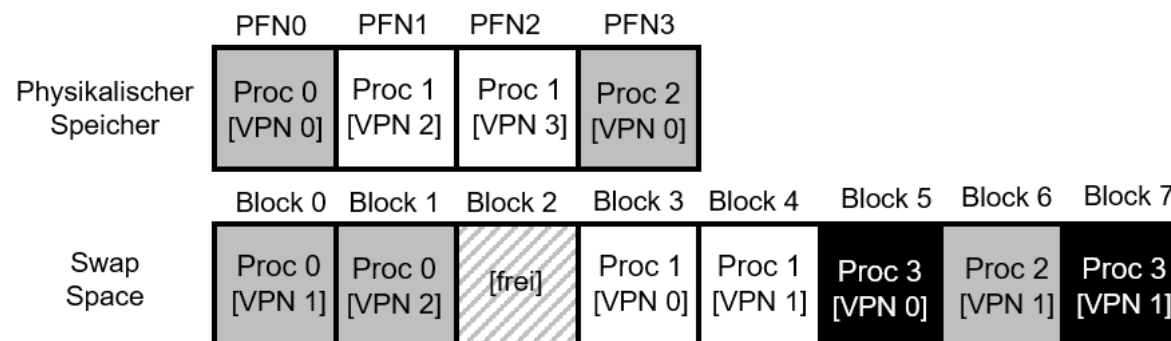 PFN0 PFN1 PFN2 PFN3
Physikalischer
Speicher
Proc 0 Proc 1 Proc 1 Proc 2
[VPN 0] [VPN 2] [VPN 3] [VPN 0]
Block 0 Block 1 Block 2 Block 3 Block 4 Block 5 Block 6 Block 7
Swap
Space
Proc 0 Proc 0 [frei] Proc 1 Proc 1 Proc 3 Proc 2 Proc 3
[VPN 1] [VPN 2] [VPN 0] [VPN 1] [VPN 0] [VPN 1] [VPN 1]